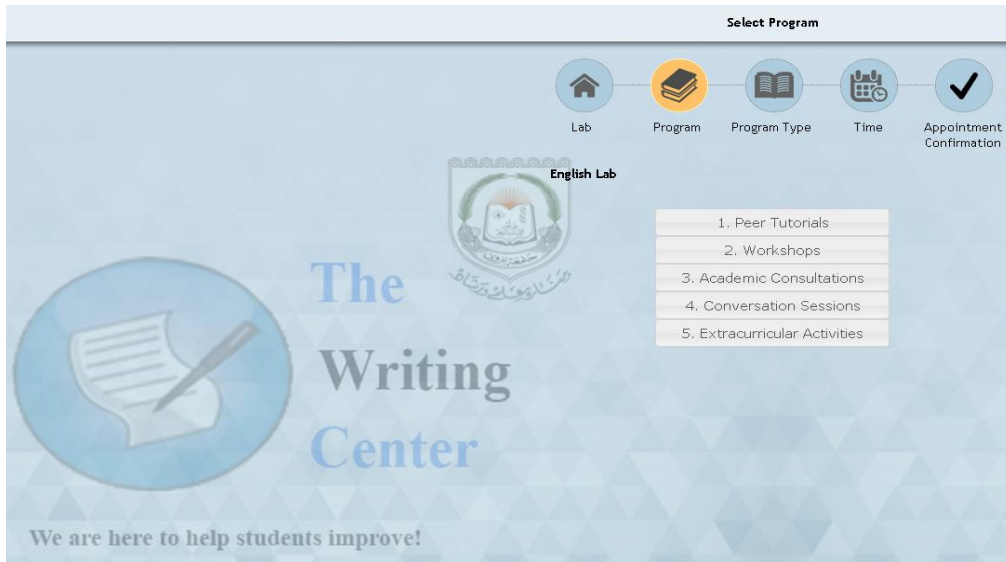 Select Program
Lab
Program
Program Type
Time
Appointment
Confirmation
English Lab
1. Peer Tutorials
2. Workshops
3. Academic Consultations
4. Conversation Sessions
5. Extracurricular Activities
The
Writing
Center
We are here to help students improve!